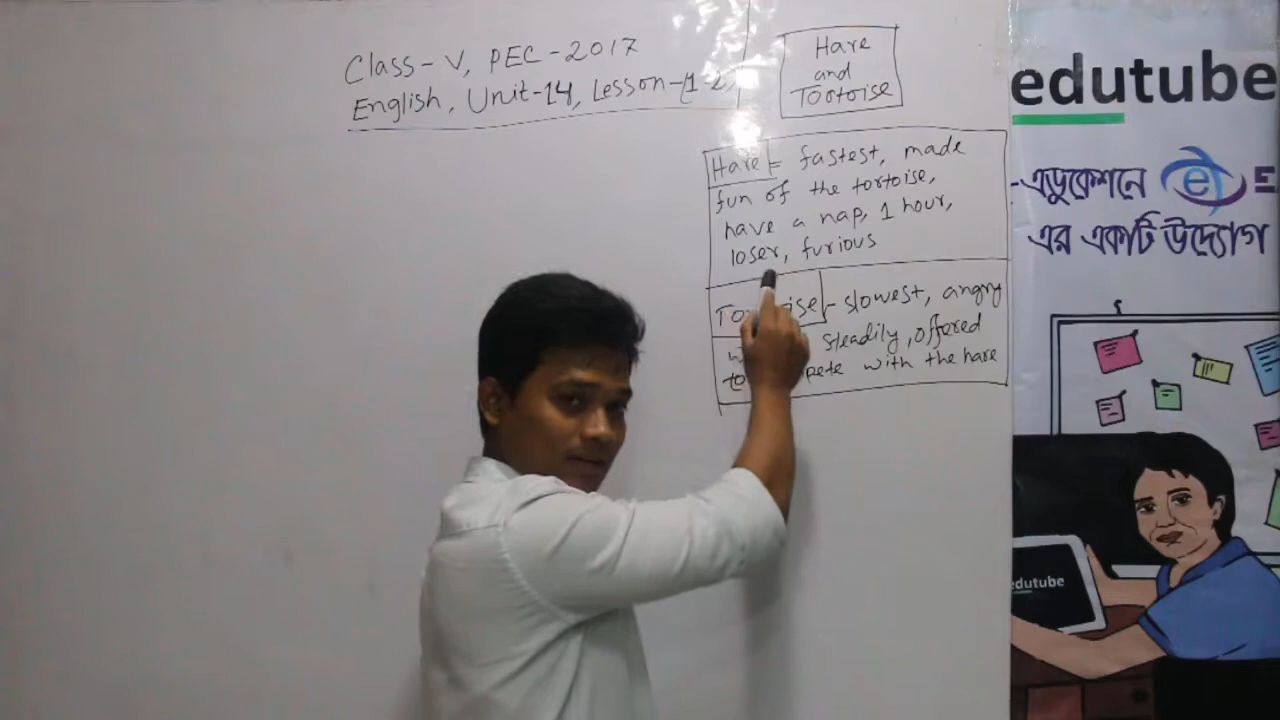 Class-V, PEC-2017
English, Unit-14, Lesson-(1-2,
Hare
and
Tortoise
Hare = fastest, made
fun of the tortoise,
have a nap, 1 hour,
loser, furious
slowest, angry
steadily, offered
with the hare
edutube
-এডুকেশনে
এর একটি উদ্যোগ
edutube